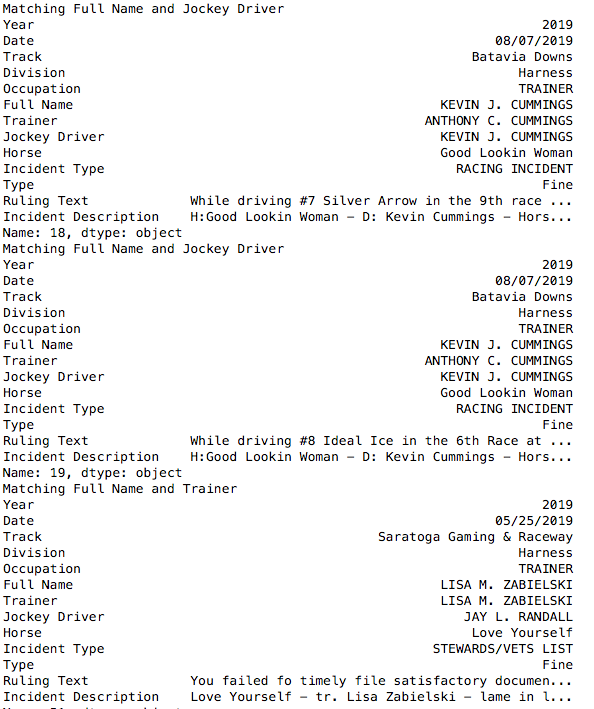 Matching Full Name and Jockey Driver
Year 2019
Date 08/07/2019
Track Batavia Downs
Division Harness
Occupation TRAINER
Full Name KEVIN J. CUMMINGS
Trainer ANTHONY C. CUMMINGS
Jockey Driver KEVIN J. CUMMINGS
Horse Good Lookin Woman
Incident Type RACING INCIDENT
Type Fine
Ruling Text While driving #7 Silver Arrow in the 9th race ...
Incident Description H:Good Lookin Woman – D: Kevin Cummings – Hors...
Name: 18, dtype: object
Matching Full Name and Jockey Driver
Year 2019
Date 08/07/2019
Track Batavia Downs
Division Harness
Occupation TRAINER
Full Name KEVIN J. CUMMINGS
Trainer ANTHONY C. CUMMINGS
Jockey Driver KEVIN J. CUMMINGS
Horse Good Lookin Woman
Incident Type RACING INCIDENT
Type Fine
Ruling Text While driving #8 Ideal Ice in the 6th Race at ...
Incident Description H:Good Lookin Woman – D: Kevin Cummings – Hors...
Name: 19, dtype: object
Matching Full Name and Trainer
Year 2019
Date 05/25/2019
Track Saratoga Gaming & Raceway
Division Harness
Occupation TRAINER
Full Name LISA M. ZABIELSKI
Trainer LISA M. ZABIELSKI
Jockey Driver JAY L. RANDALL
Horse Love Yourself
Incident Type STEWARDS/VETS LIST
Type Fine
Ruling Text You failed fo timely file satisfactory documen...
Incident Description Love Yourself – tr. Lisa Zabielski – lame in l...